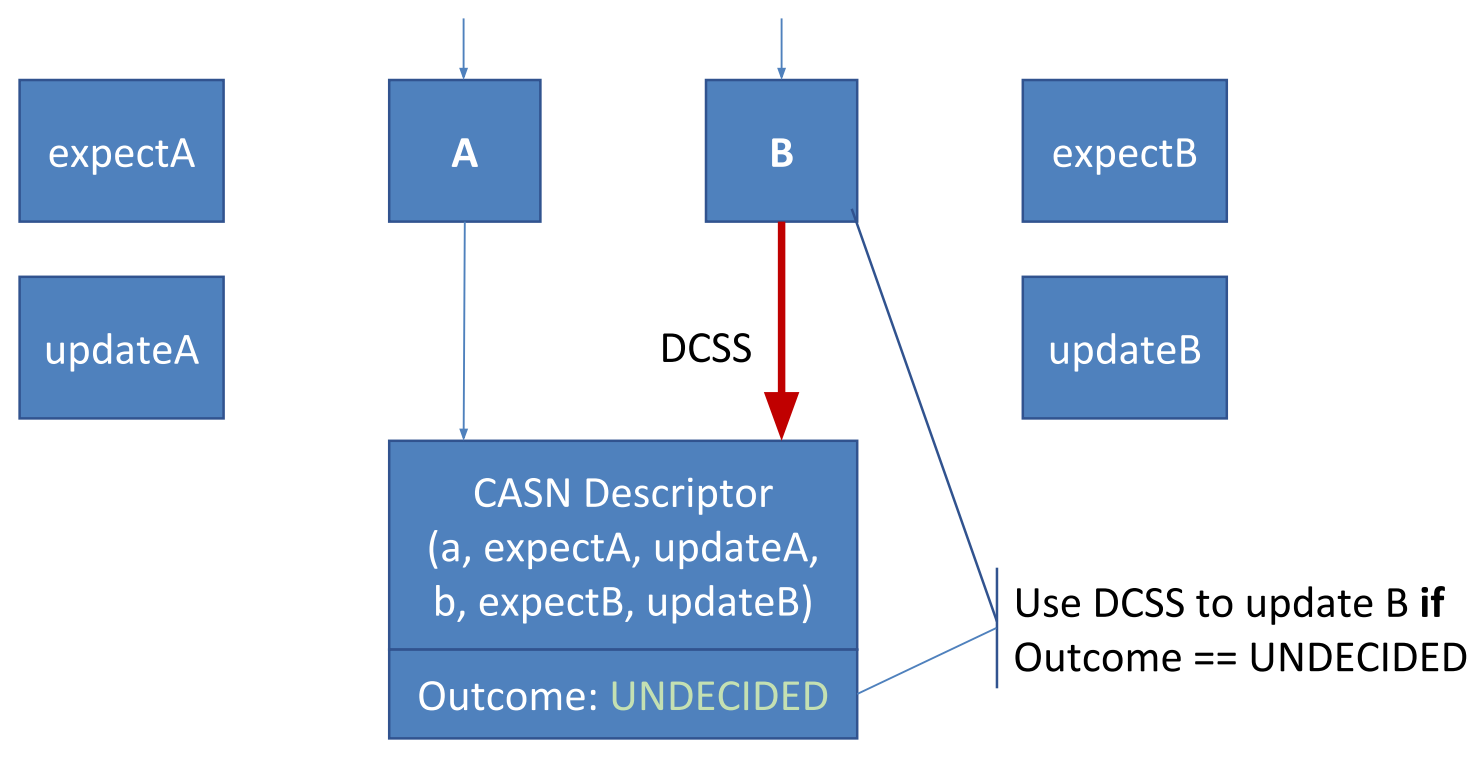 expectA
A
B
expectB
updateA
DCSS
updateB
CASN Descriptor
(a, expectA, updateA,
b, expectB, updateB)
Use DCSS to update B if
Outcome == UNDECIDED
Outcome: UNDECIDED